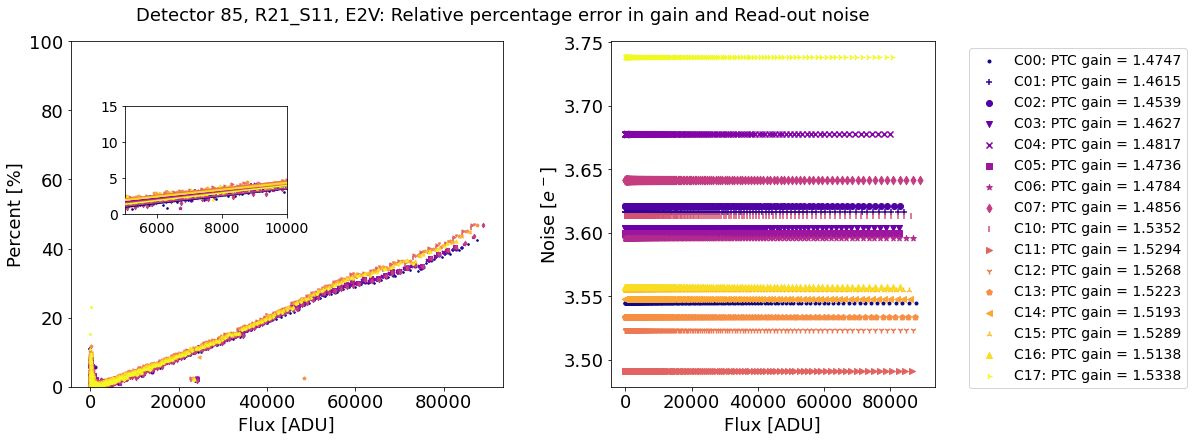 Detector 85, R21_S11, E2V: Relative percentage error in gain and Read-out noise
Percent [%]
100
80
60
40
20
0
15
10
5
0
6000 8000 10000
0 20000 40000 60000 80000
Flux [ADU]
Noise [e⁻]
3.75
3.70
3.65
3.60
3.55
3.50
0 20000 40000 60000 80000
Flux [ADU]
C00: PTC gain = 1.4747
C01: PTC gain = 1.4615
C02: PTC gain = 1.4539
C03: PTC gain = 1.4627
C04: PTC gain = 1.4817
C05: PTC gain = 1.4736
C06: PTC gain = 1.4784
C07: PTC gain = 1.4856
C10: PTC gain = 1.5352
C11: PTC gain = 1.5294
C12: PTC gain = 1.5268
C13: PTC gain = 1.5223
C14: PTC gain = 1.5193
C15: PTC gain = 1.5289
C16: PTC gain = 1.5138
C17: PTC gain = 1.5338